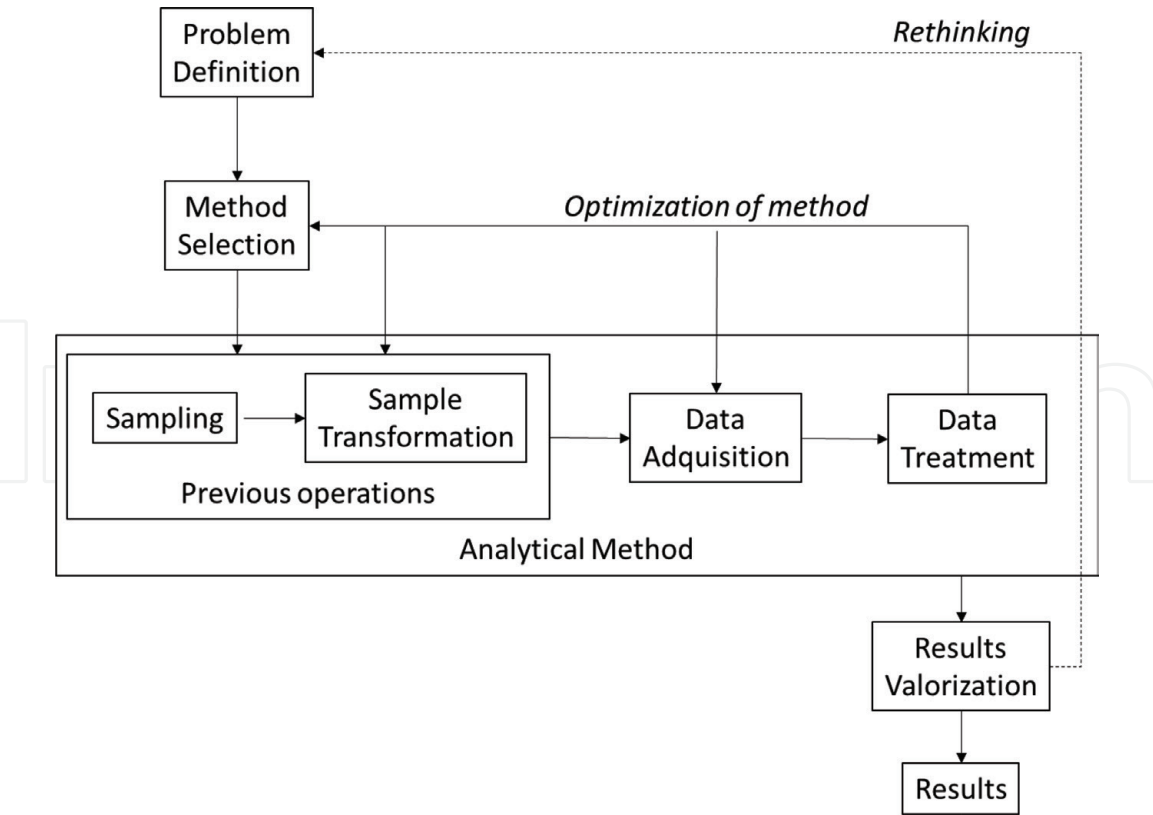 Problem
Definition
Rethinking
Method
Selection
Optimization of method
Sampling
Sample
Transformation
Previous operations
Data
Adquisition
Data
Treatment
Analytical Method
Results
Valorization
Results